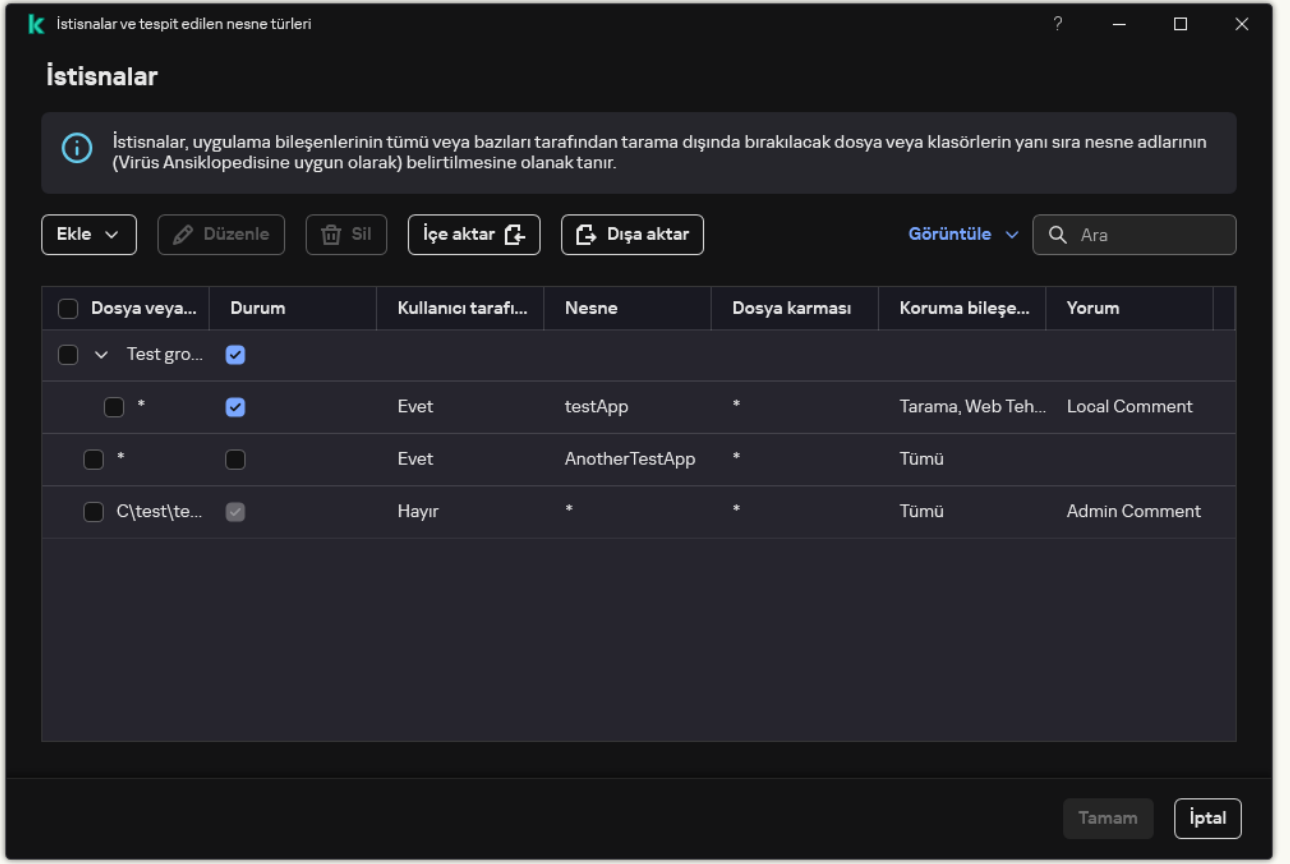 İstisnalar ve tespit edilen nesne türleri
?
İstisnalar
İstisnalar, uygulama bileşenlerinin tümü veya bazıları tarafından tarama dışında bırakılacak dosya veya klasörlerin yanı sıra nesne adlarının
(Virüs Ansiklopedisine uygun olarak) belirtilmesine olanak tanır.
Ekle Düzenle Sil İçe aktar Dışa aktar Görüntüle Ara
Dosya veya... Durum Kullanıcı tarafı... Nesne Dosya karması Koruma bileşe... Yorum
Test gro...
* Evet testApp * Tarama, Web Teh... Local Comment
* Evet AnotherTestApp * Tümü
C\test\te... Hayır * * Tümü Admin Comment
Tamam İptal